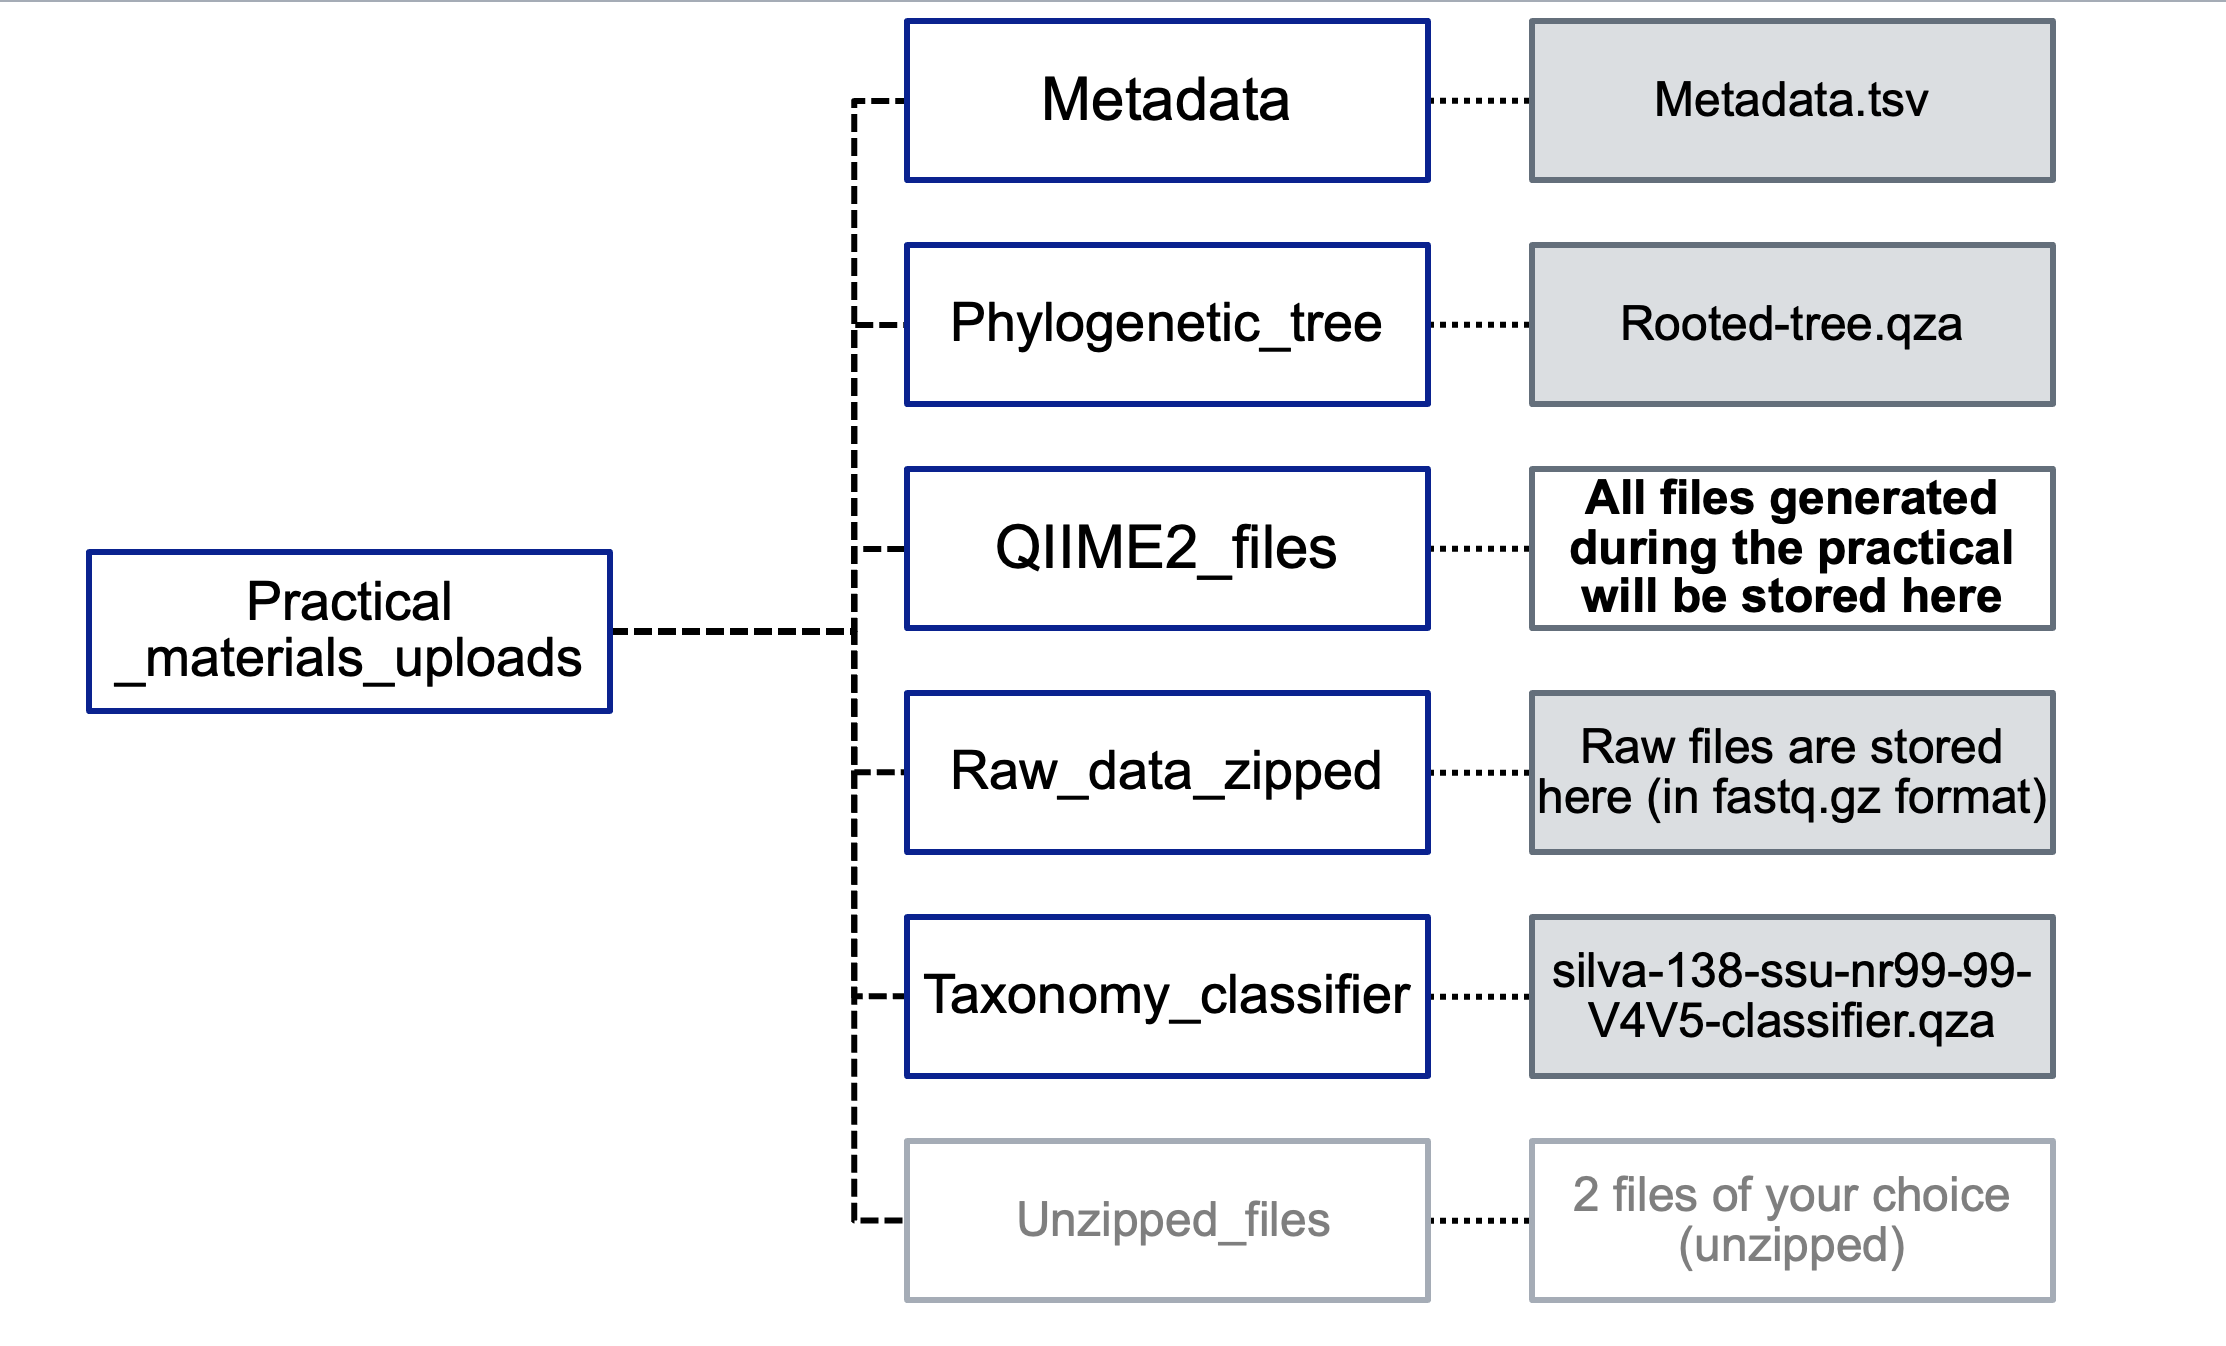 Metadata
Metadata.tsv
Phylogenetic_tree
Rooted-tree.qza
QIIME2_files
All files generated
during the practical
will be stored here
Practical
_materials_uploads
Raw_data_zipped
Raw files are stored
here (in fastq.gz format)
Taxonomy_classifier
silva-138-ssu-nr99-99-
V4V5-classifier.qza
Unzipped_files
2 files of your choice
(unzipped)